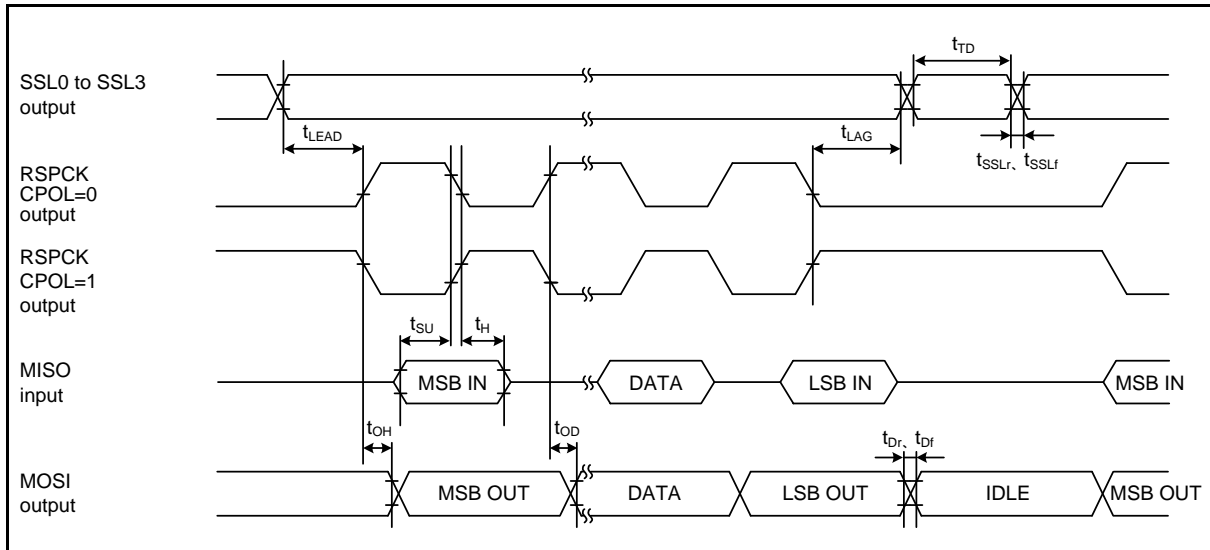 SSL0 to SSL3
output
tTD
tLEAD
tLAG
tSSLr、tSSLf
RSPCK
CPOL=0
output
RSPCK
CPOL=1
output
tSU
tH
MISO
input
MSB IN
DATA
LSB IN
MSB IN
tOH
tOD
tDr、tDf
MOSI
output
MSB OUT
DATA
LSB OUT
IDLE
MSB OUT